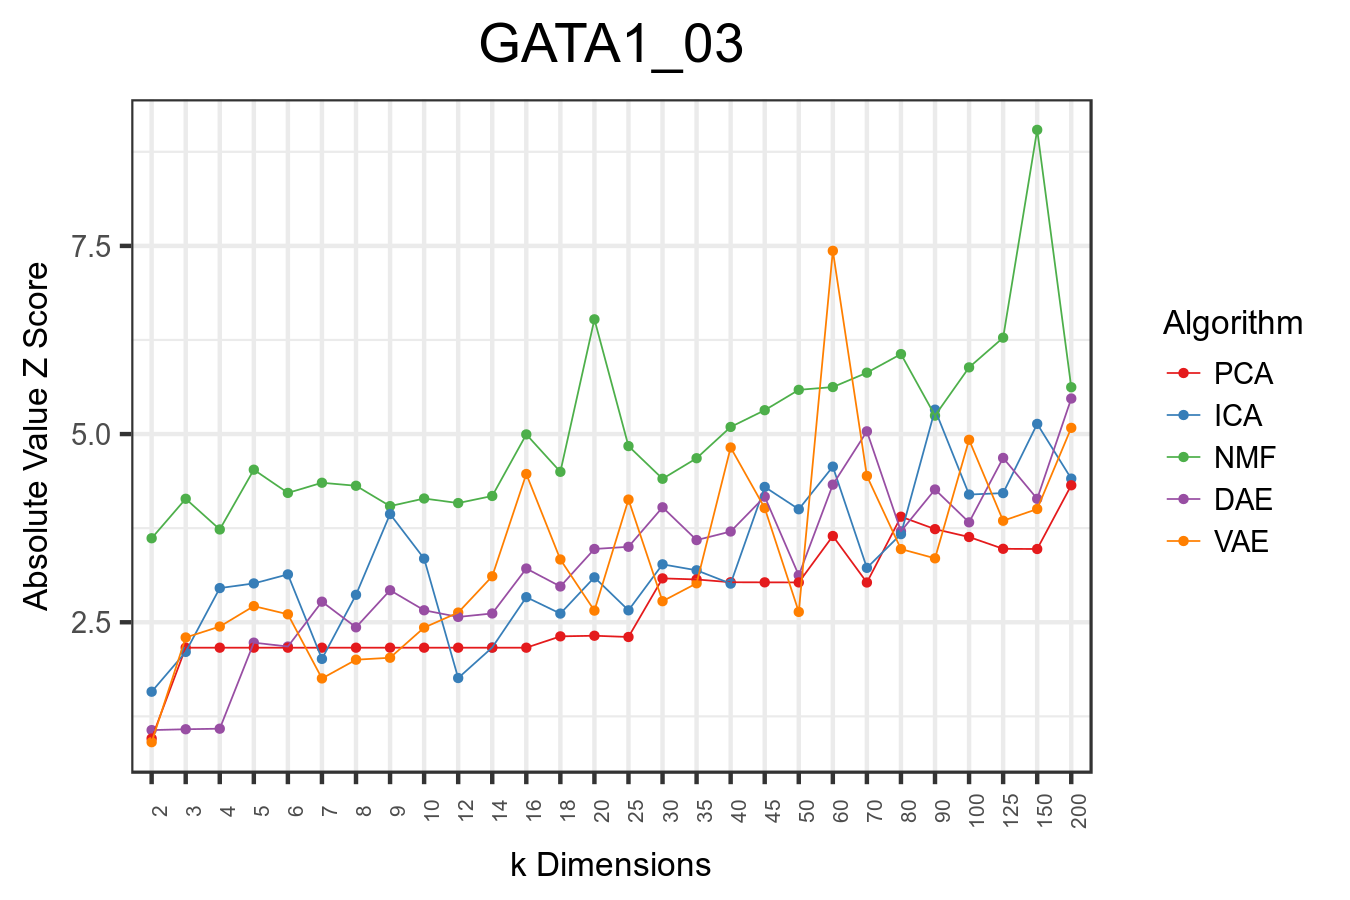 GATA1_03
Absolute Value Z Score
7.5
5.0
2.5
2 3 4 5 6 7 8 9 10 12 14 16 18 20 25 30 35 40 45 50 60 70 80 90 100 125 150 200
k Dimensions
Algorithm
PCA
ICA
NMF
DAE
VAE